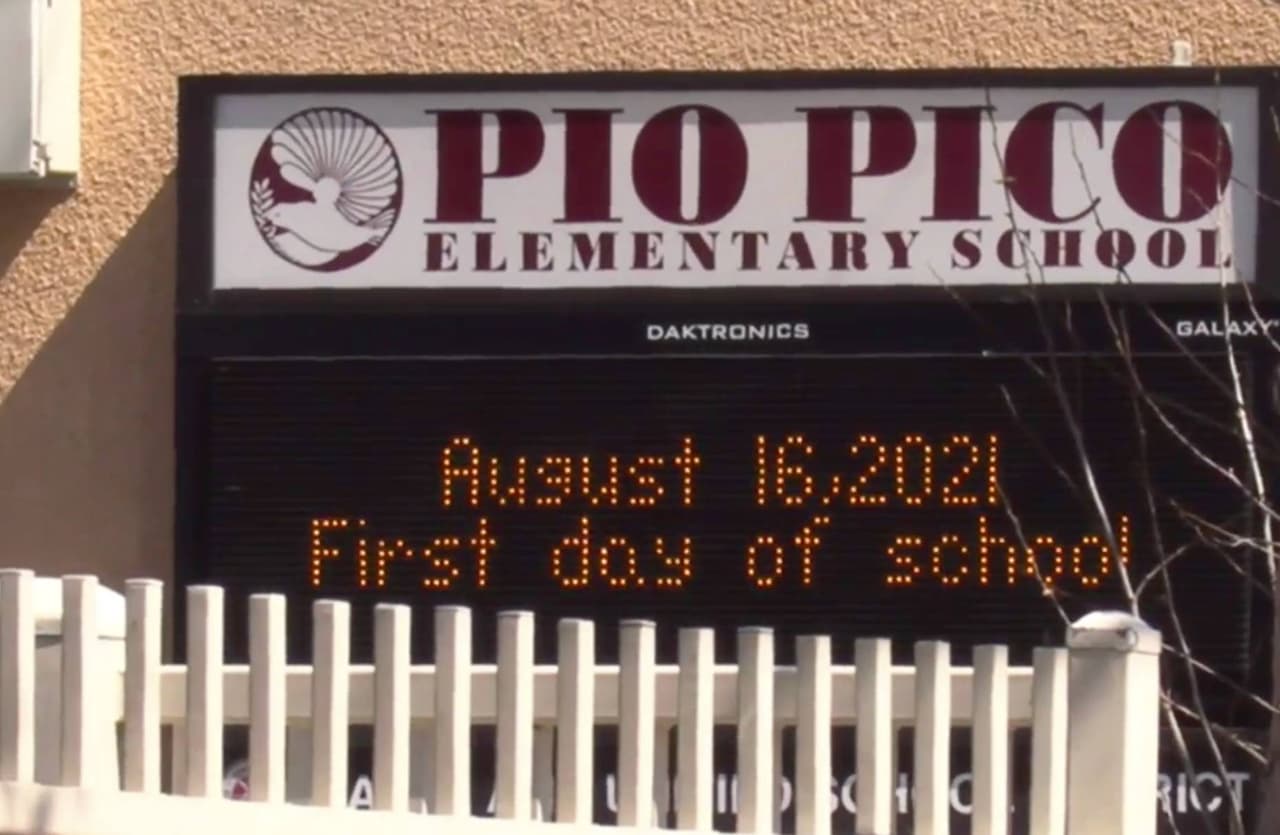 PIO PICO
ELEMENTARY SCHOOL
DAKTRONICS
GALAXY
August 16,2021
First day of school